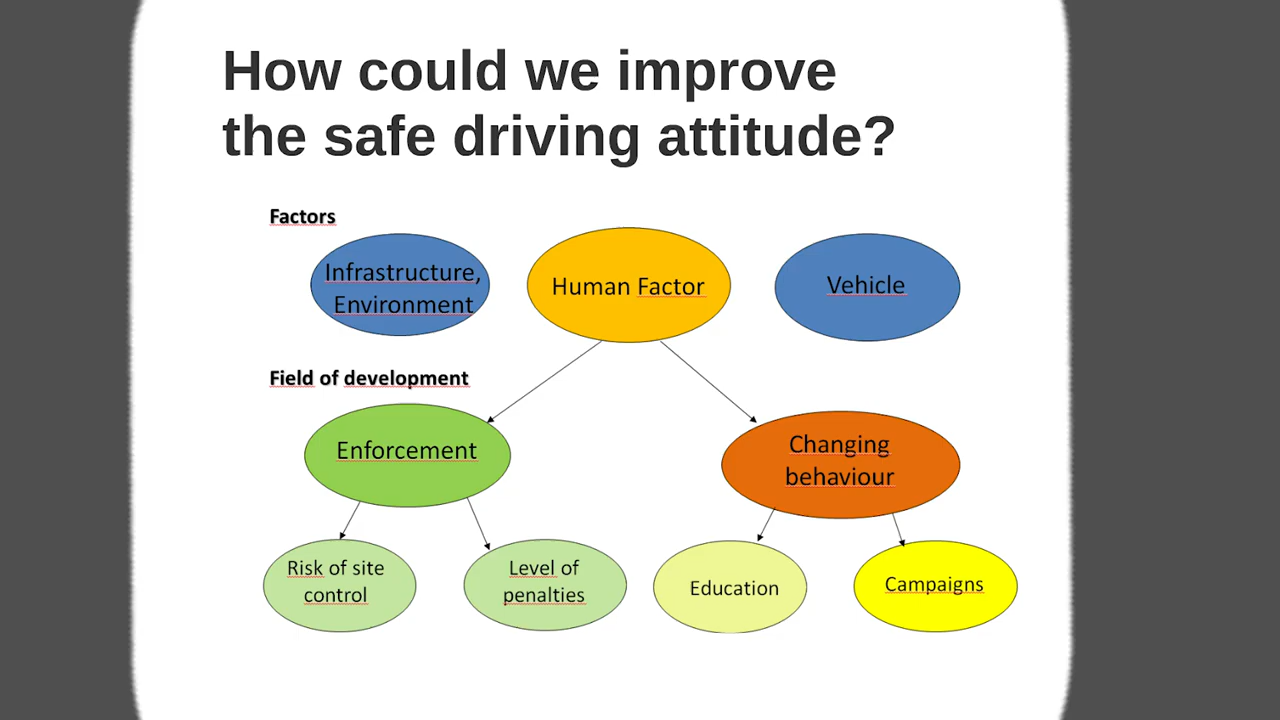 How could we improve
the safe driving attitude?
Factors
Infrastructure,
Environment
Human Factor
Vehicle
Field of development
Enforcement
Changing
behaviour
Risk of site
control
Level of
penalties
Education
Campaigns